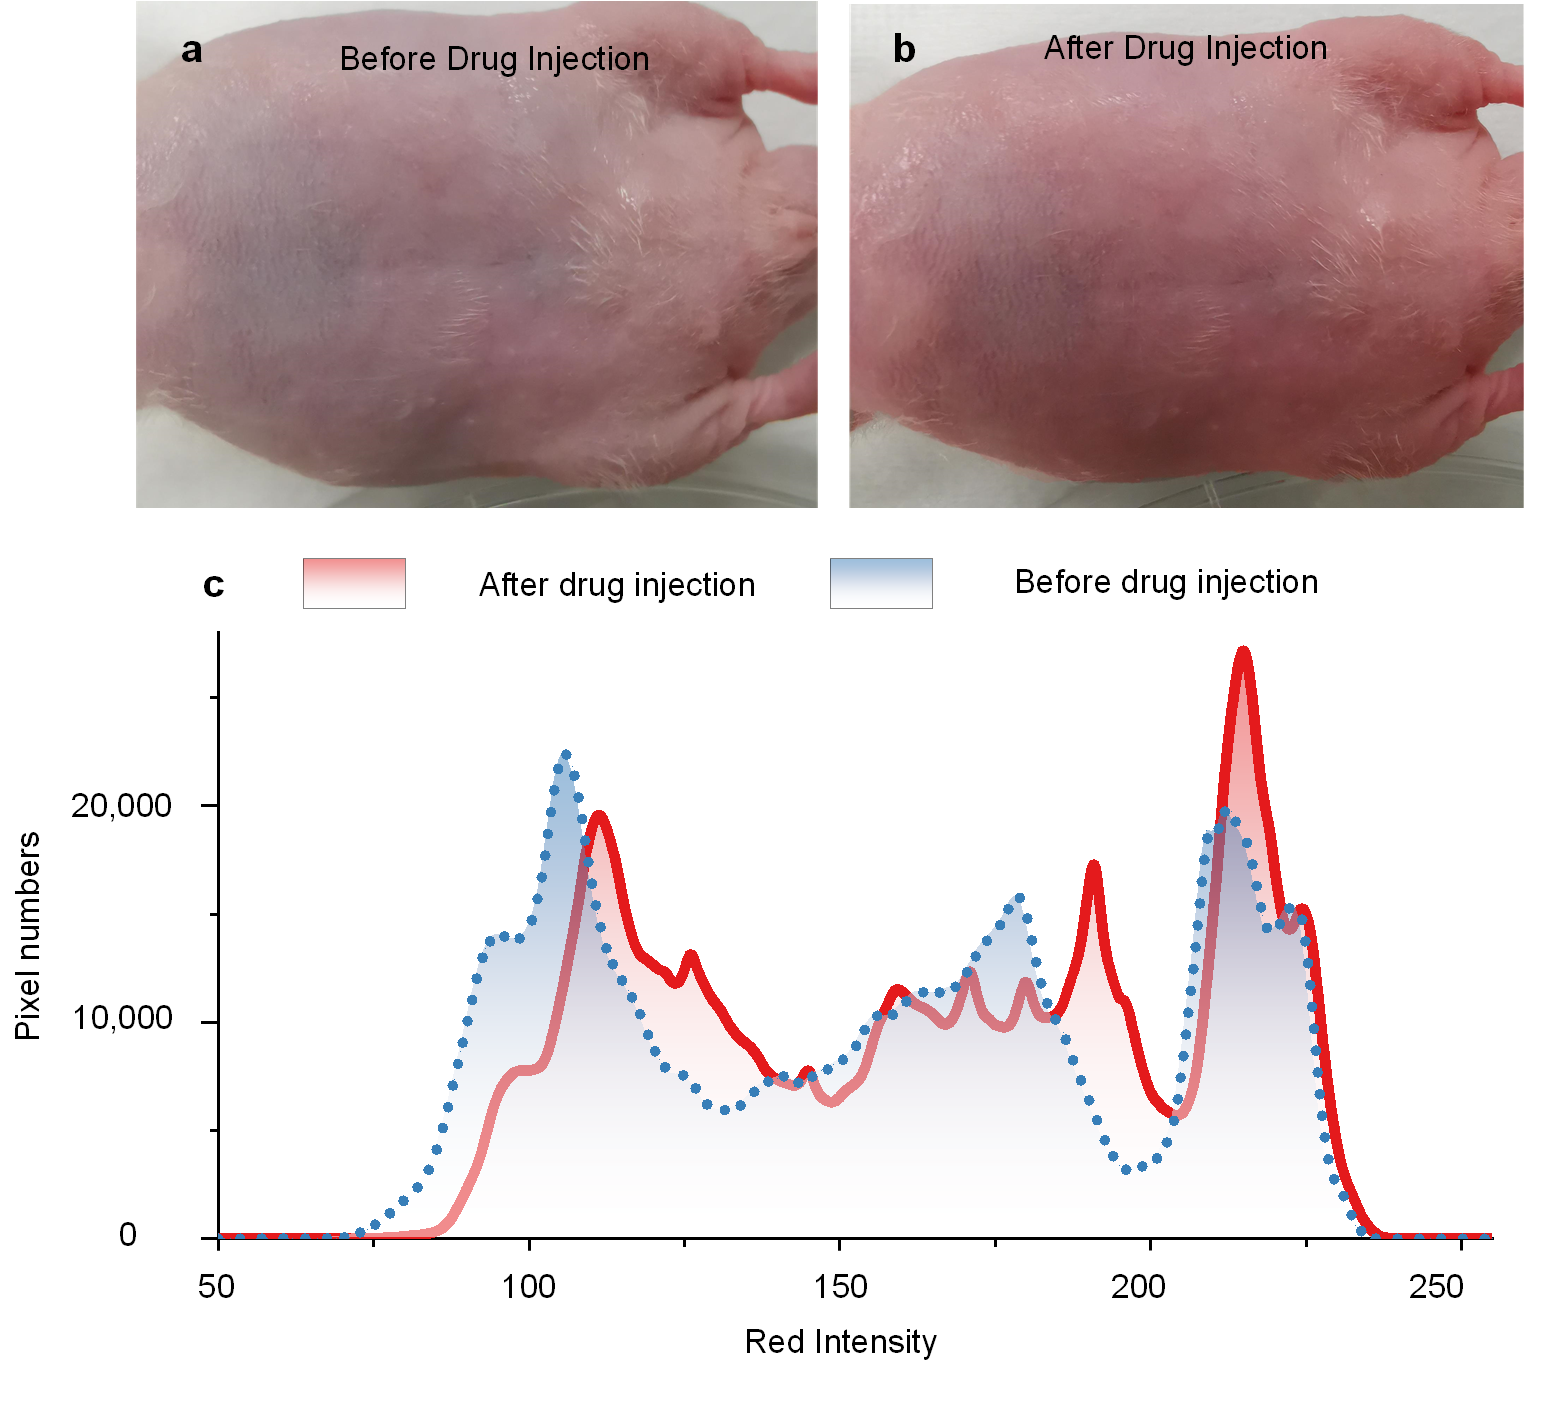 a
Before Drug Injection
b
After Drug Injection
c
After drug injection
Before drug injection
Pixel numbers
20,000
10,000
0
50
100
150
200
250
Red Intensity